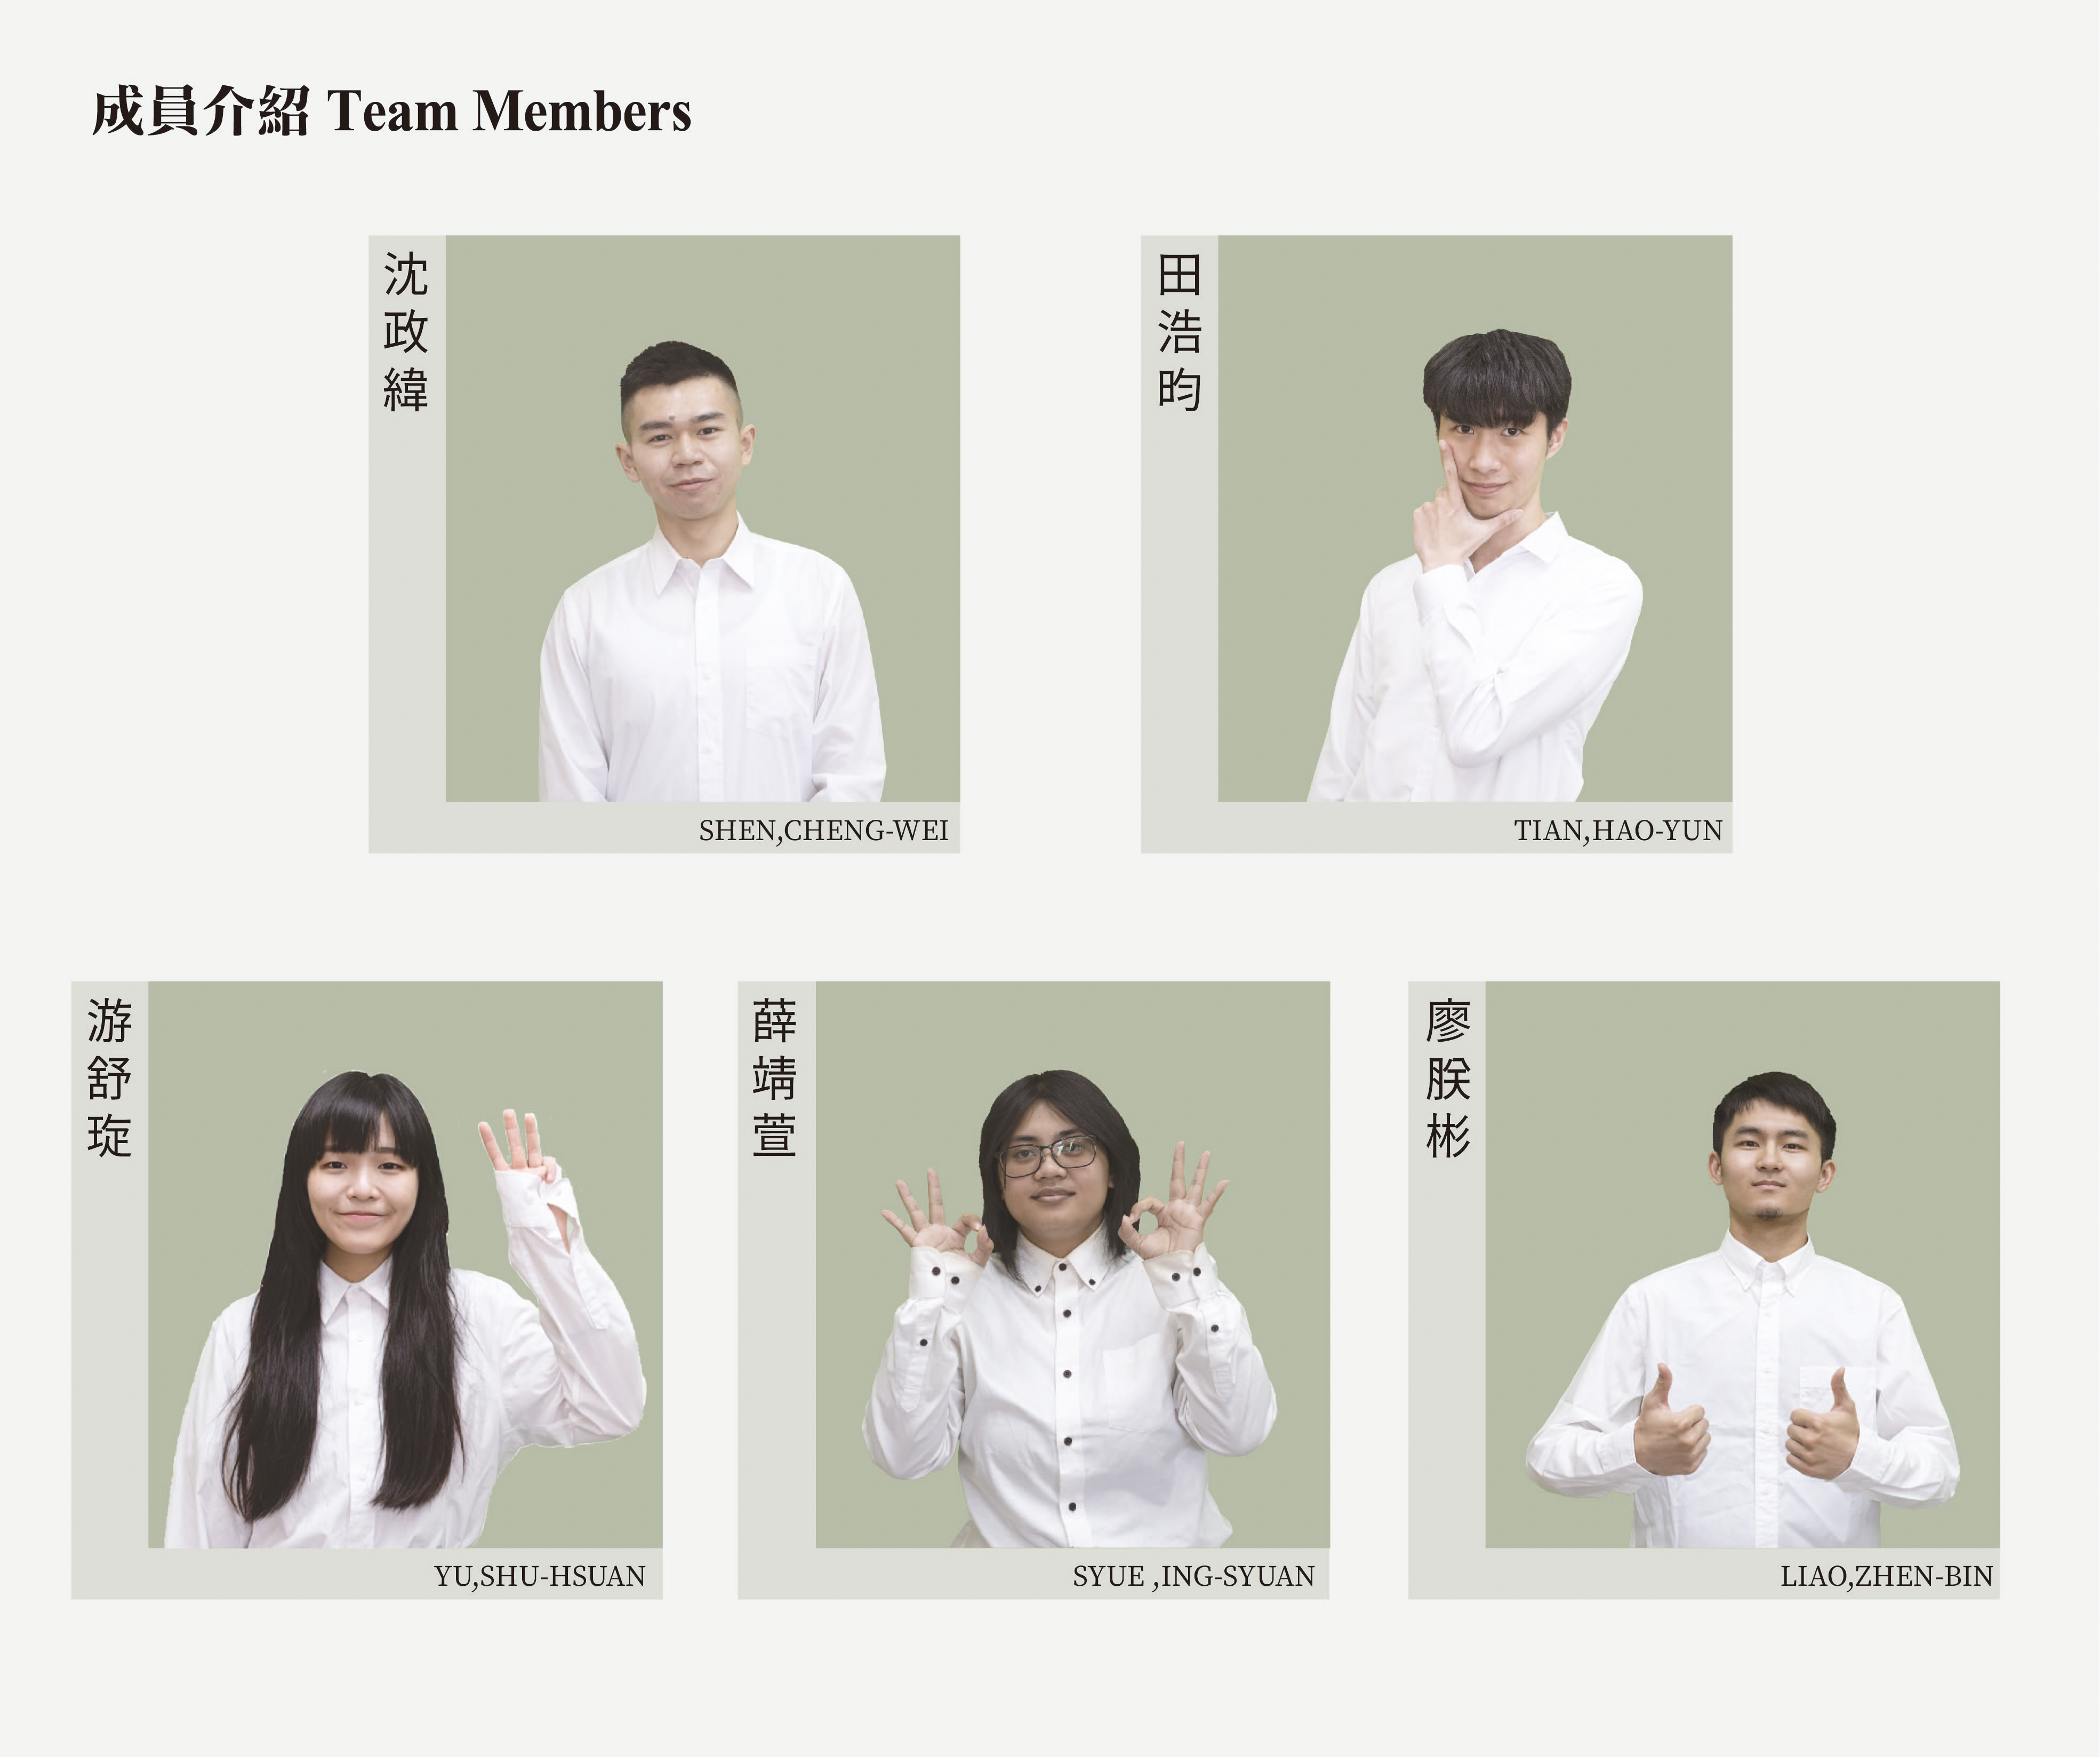 成員介紹 Team Members
沈政緯
SHEN,CHENG-WEI
田浩昀
TIAN,HAO-YUN
游舒琁
YU,SHU-HSUAN
薛靖萱
SYUE ,ING-SYUAN
廖朕彬
LIAO,ZHEN-BIN